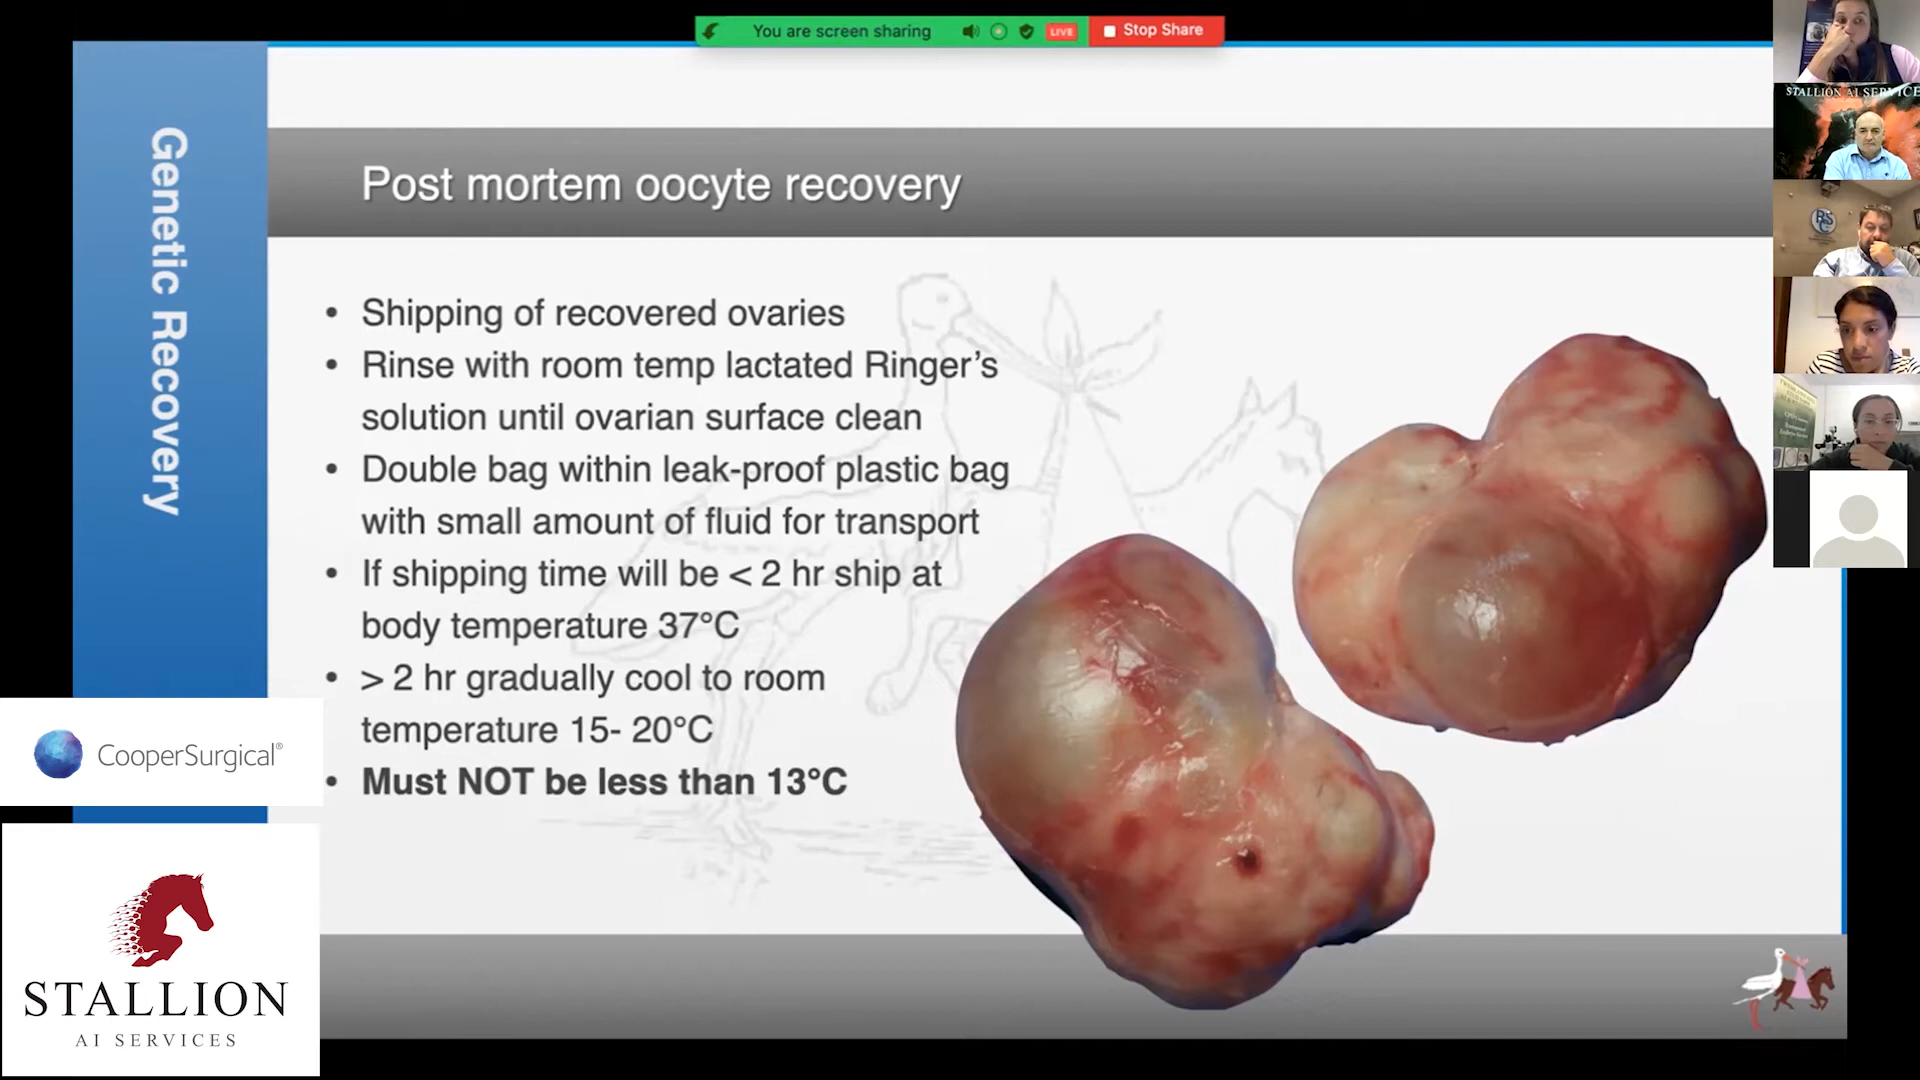 You are screen sharing
LIVE
Stop Share
Genetic Recovery
Post mortem oocyte recovery
• Shipping of recovered ovaries
• Rinse with room temp lactated Ringer's
solution until ovarian surface clean
• Double bag within leak-proof plastic bag
with small amount of fluid for transport
• If shipping time will be < 2 hr ship at
body temperature 37°C
• > 2 hr gradually cool to room
temperature 15- 20°C
• Must NOT be less than 13°C
CooperSurgical®
STALLION
AI SERVICES
STALLION AI SERVICE